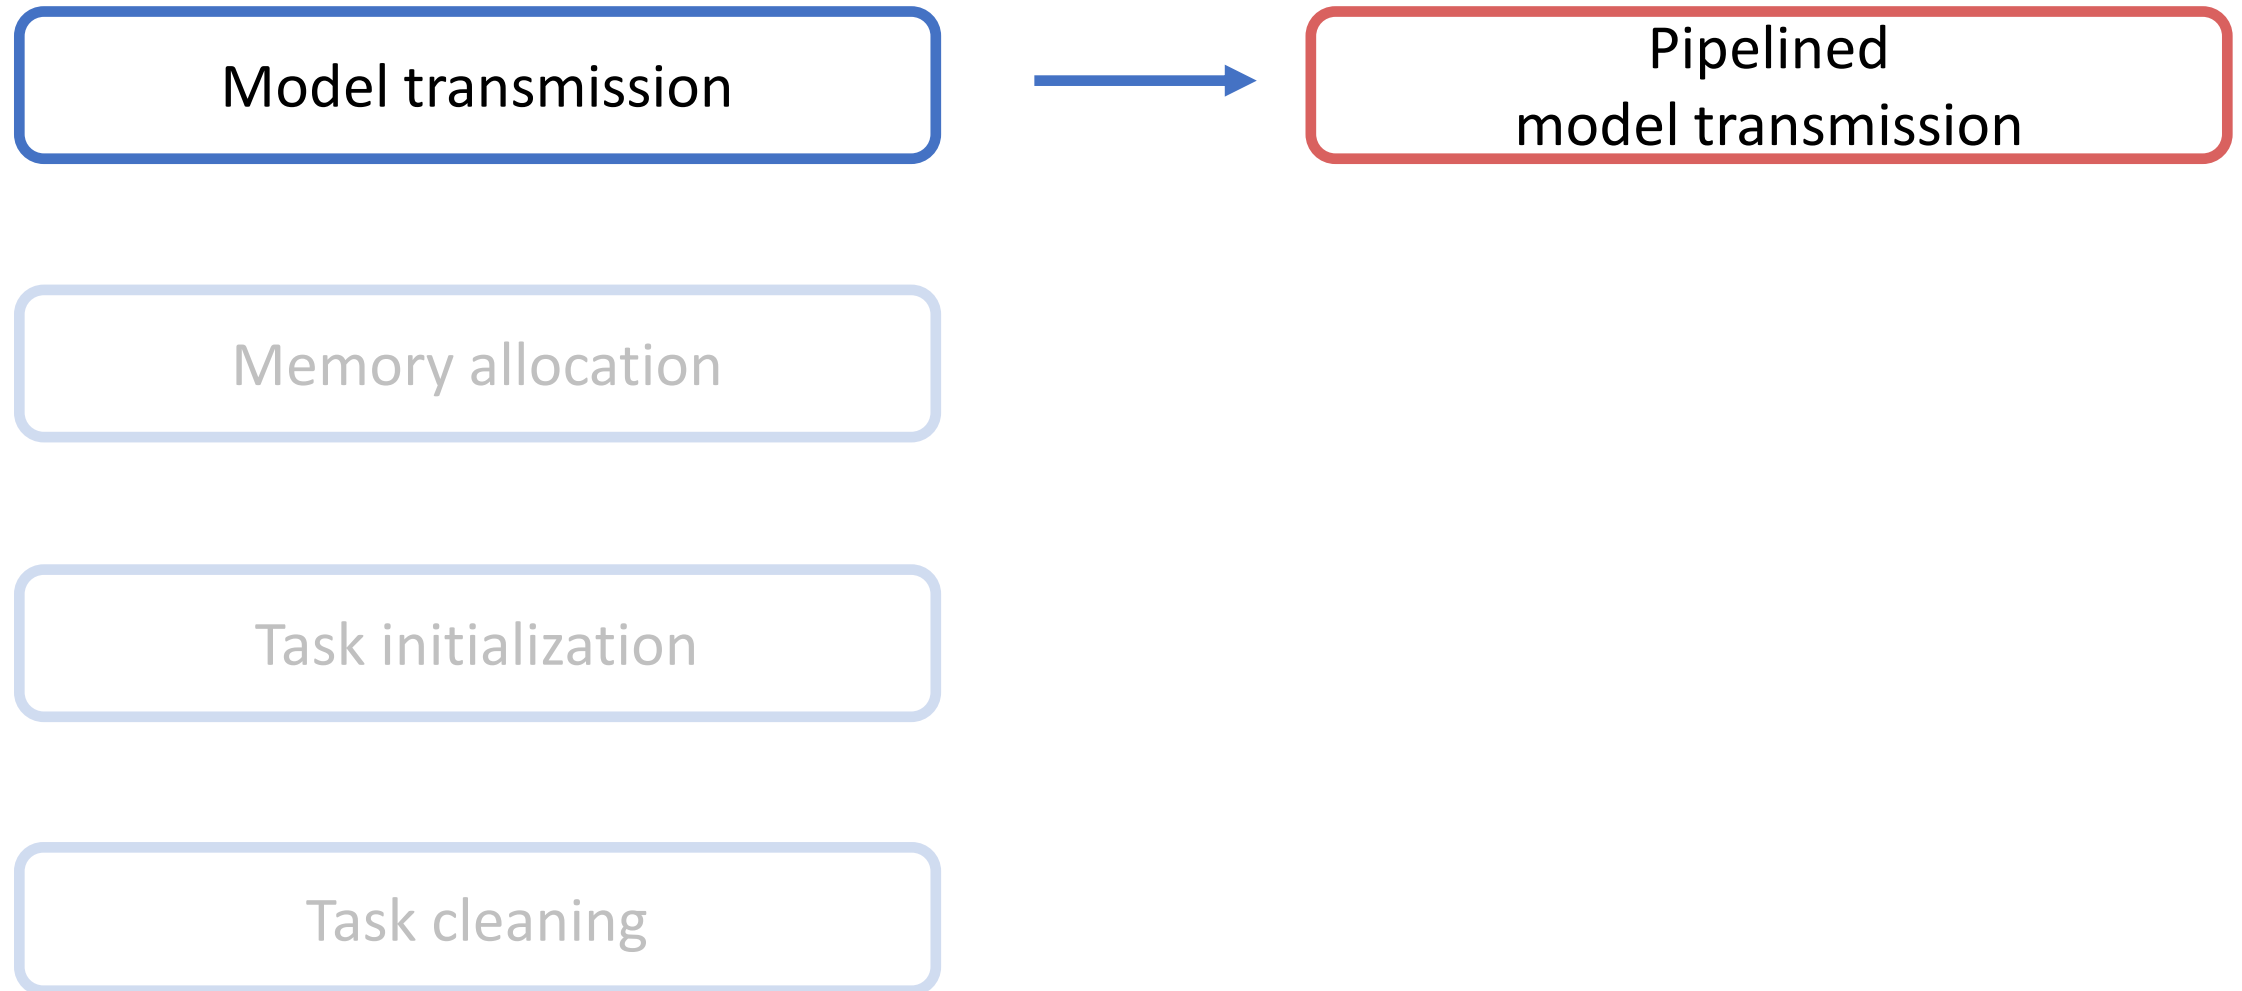 Model transmission
Pipelined
model transmission
Memory allocation
Task initialization
Task cleaning